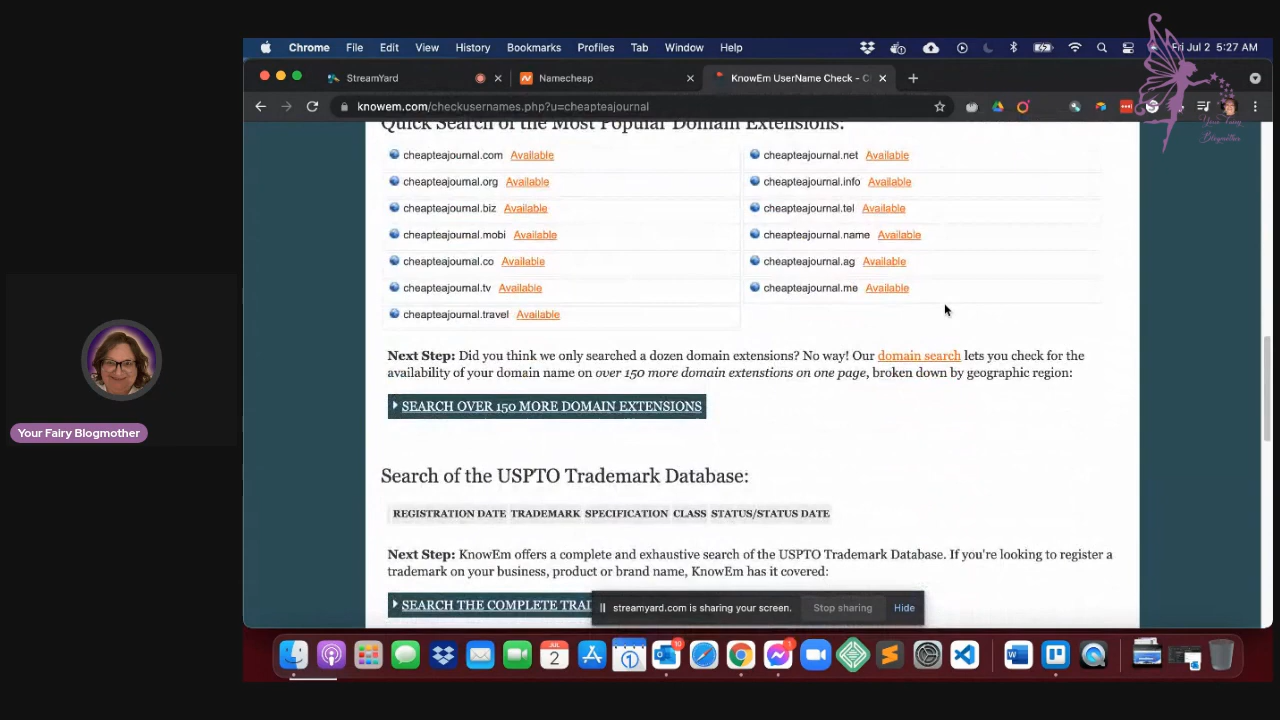 Chrome File Edit View History Bookmarks Profiles Tab Window Help Fri Jul 2 5:27 AM
StreamYard Namecheap KnowEm UserName Check - C
knowem.com/checkusernames.php?u=cheapteajournal
Your Fairy
Blogmother
Quick Search of the Most Popular Domain Extensions:
cheapteajournal.com Available cheapteajournal.net Available
cheapteajournal.org Available cheapteajournal.info Available
cheapteajournal.biz Available cheapteajournal.tel Available
cheapteajournal.mobi Available cheapteajournal.name Available
cheapteajournal.co Available cheapteajournal.ag Available
cheapteajournal.tv Available cheapteajournal.me Available
cheapteajournal.travel Available
Next Step: Did you think we only searched a dozen domain extensions? No way! Our domain search lets you check for the
availability of your domain name on over 150 more domain extenstions on one page, broken down by geographic region:
SEARCH OVER 150 MORE DOMAIN EXTENSIONS
Your Fairy Blogmother
Search of the USPTO Trademark Database:
REGISTRATION DATE TRADEMARK SPECIFICATION CLASS STATUS/STATUS DATE
Next Step: KnowEm offers a complete and exhaustive search of the USPTO Trademark Database. If you're looking to register a
trademark on your business, product or brand name, KnowEm has it covered:
SEARCH THE COMPLETE TRA
streamyard.com is sharing your screen. Stop sharing Hide
JUL
2
10
1